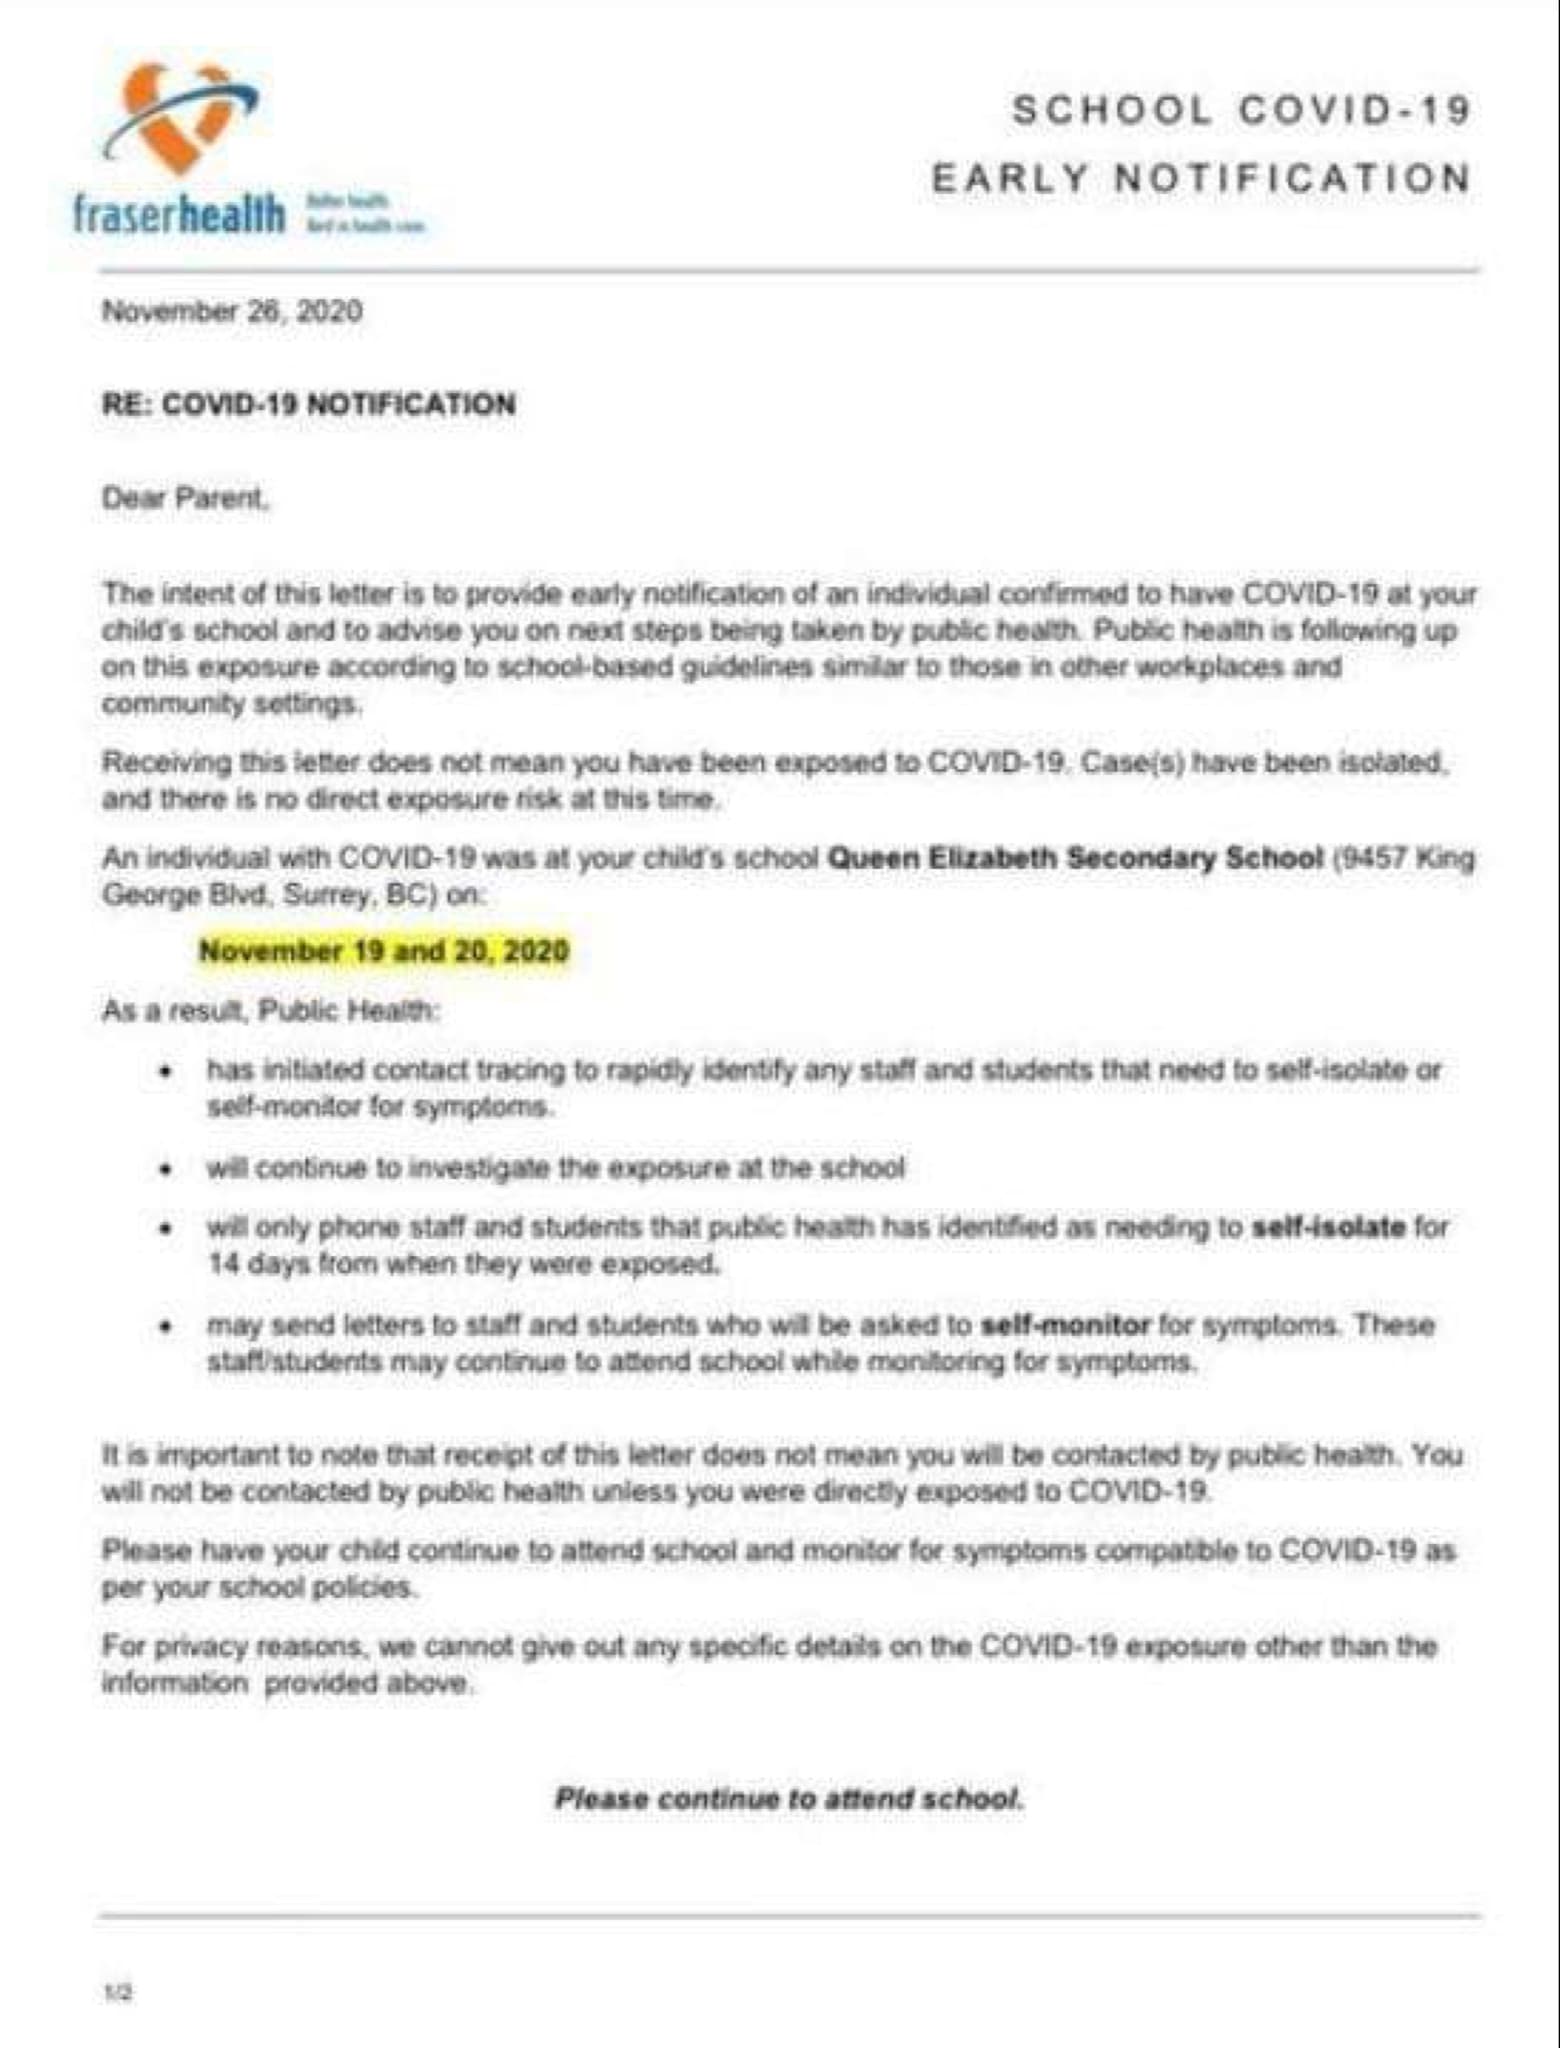 SCHOOL COVID-19
EARLY NOTIFICATION
fraserhealth
Better health.
Best in health care.
November 26, 2020
RE: COVID-19 NOTIFICATION
Dear Parent,
The intent of this letter is to provide early notification of an individual confirmed to have COVID-19 at your
child's school and to advise you on next steps being taken by public health. Public health is following up
on this exposure according to school-based guidelines similar to those in other workplaces and
community settings.
Receiving this letter does not mean you have been exposed to COVID-19. Case(s) have been isolated,
and there is no direct exposure risk at this time.
An individual with COVID-19 was at your child's school Queen Elizabeth Secondary School (9457 King
George Blvd, Surrey, BC) on:
November 19 and 20, 2020
As a result, Public Health:
• has initiated contact tracing to rapidly identify any staff and students that need to self-isolate or
self-monitor for symptoms.
• will continue to investigate the exposure at the school
• will only phone staff and students that public health has identified as needing to self-isolate for
14 days from when they were exposed.
• may send letters to staff and students who will be asked to self-monitor for symptoms. These
staff/students may continue to attend school while monitoring for symptoms.
It is important to note that receipt of this letter does not mean you will be contacted by public health. You
will not be contacted by public health unless you were directly exposed to COVID-19.
Please have your child continue to attend school and monitor for symptoms compatible to COVID-19 as
per your school policies.
For privacy reasons, we cannot give out any specific details on the COVID-19 exposure other than the
information provided above.
Please continue to attend school.
1/2